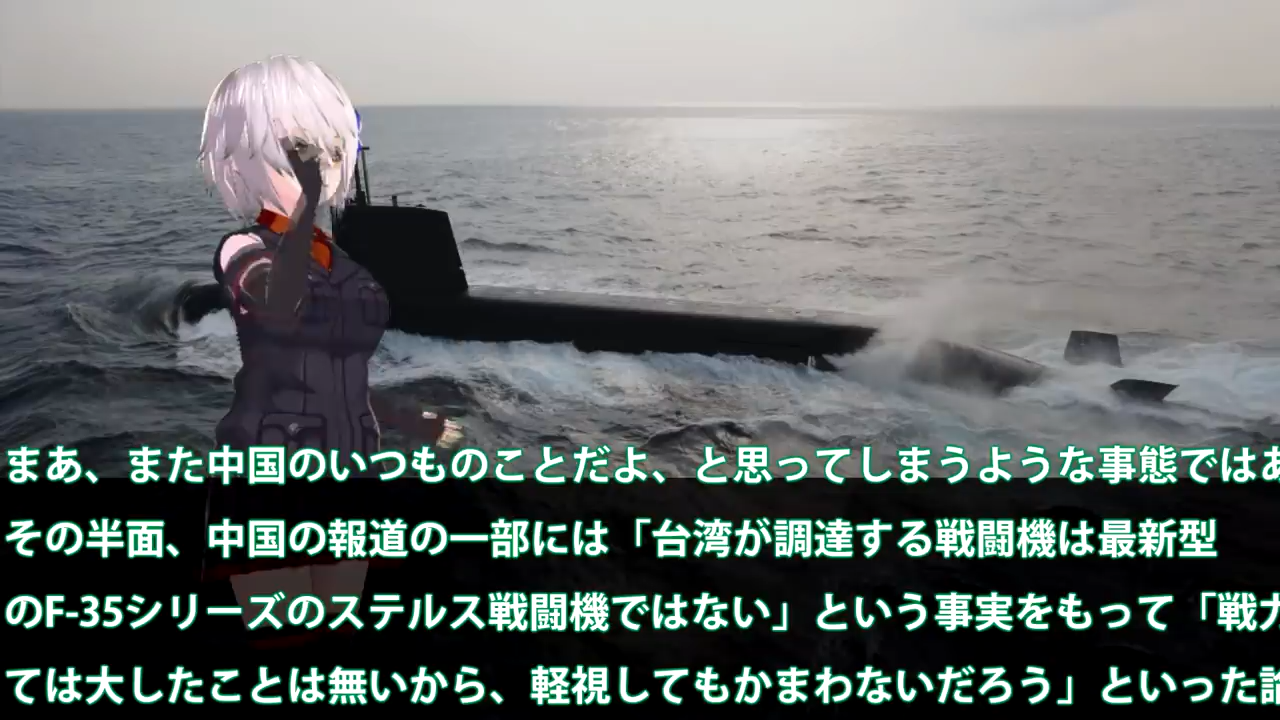 まあ、また中国のいつものことだよ、と思ってしまうような事態ではあ
その半面、中国の報道の一部には「台湾が調達する戦闘機は最新型
のF-35シリーズのステルス戦闘機ではない」という事実をもって「戦力
ては大したことは無いから、軽視してもかまわないだろう」といった論